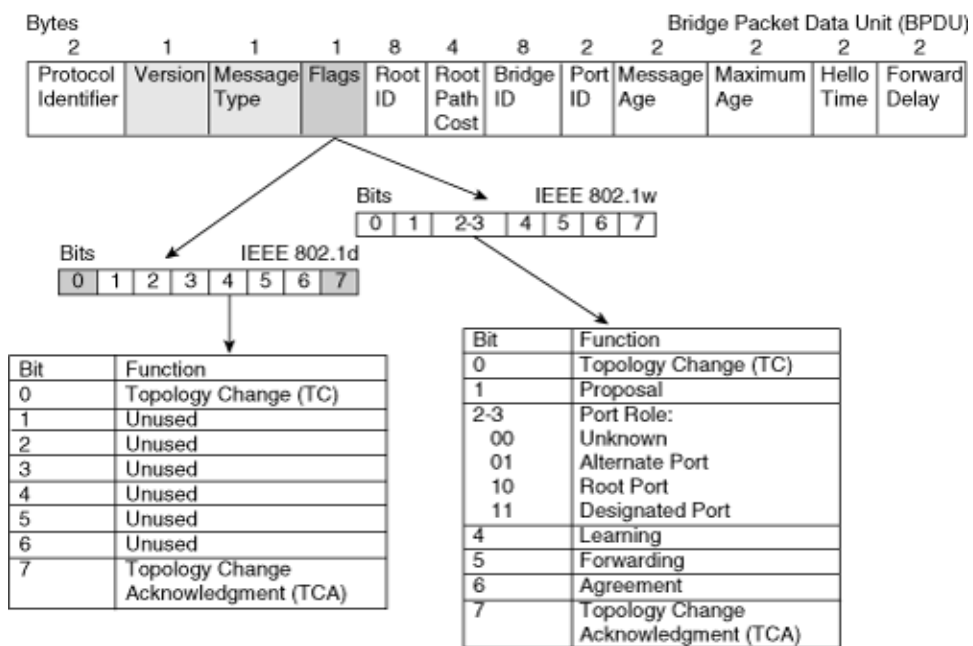 Bytes Bridge Packet Data Unit (BPDU)
2 1 1 1 8 4 8 2 2 2 2 2
Protocol Identifier Version Message Type Flags Root ID Root Path Cost Bridge ID Port ID Message Age Maximum Age Hello Time Forward Delay
Bits IEEE 802.1w
0 1 2-3 4 5 6 7
Bits IEEE 802.1d
0 1 2 3 4 5 6 7
Bit Function
0 Topology Change (TC)
1 Unused
2 Unused
3 Unused
4 Unused
5 Unused
6 Unused
7 Topology Change
Acknowledgment (TCA)
Bit Function
0 Topology Change (TC)
1 Proposal
2-3 Port Role:
00 Unknown
01 Alternate Port
10 Root Port
11 Designated Port
4 Learning
5 Forwarding
6 Agreement
7 Topology Change
Acknowledgment (TCA)